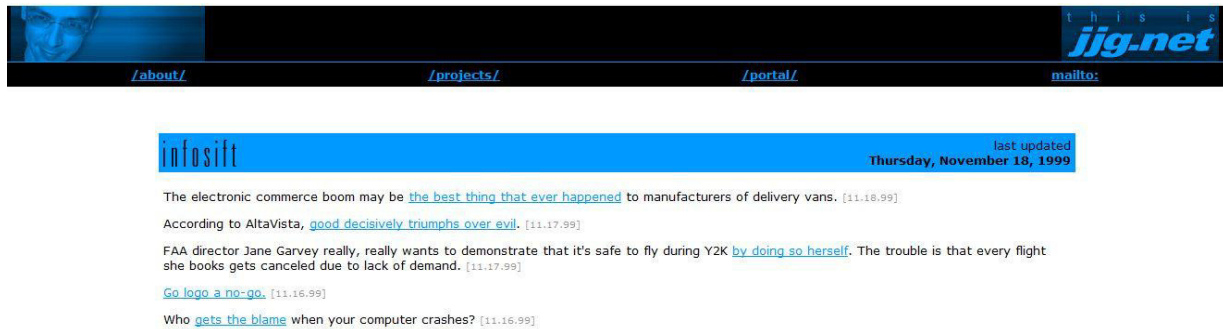 this is
jjg.net
/about/ /projects/ /portal/ mailto:
infosift
last updated
Thursday, November 18, 1999
The electronic commerce boom may be the best thing that ever happened to manufacturers of delivery vans. [11.18.99]
According to AltaVista, good decisively triumphs over evil. [11.17.99]
FAA director Jane Garvey really, really wants to demonstrate that it's safe to fly during Y2K by doing so herself. The trouble is that every flight
she books gets canceled due to lack of demand. [11.17.99]
Go logo a no-go. [11.16.99]
Who gets the blame when your computer crashes? [11.16.99]